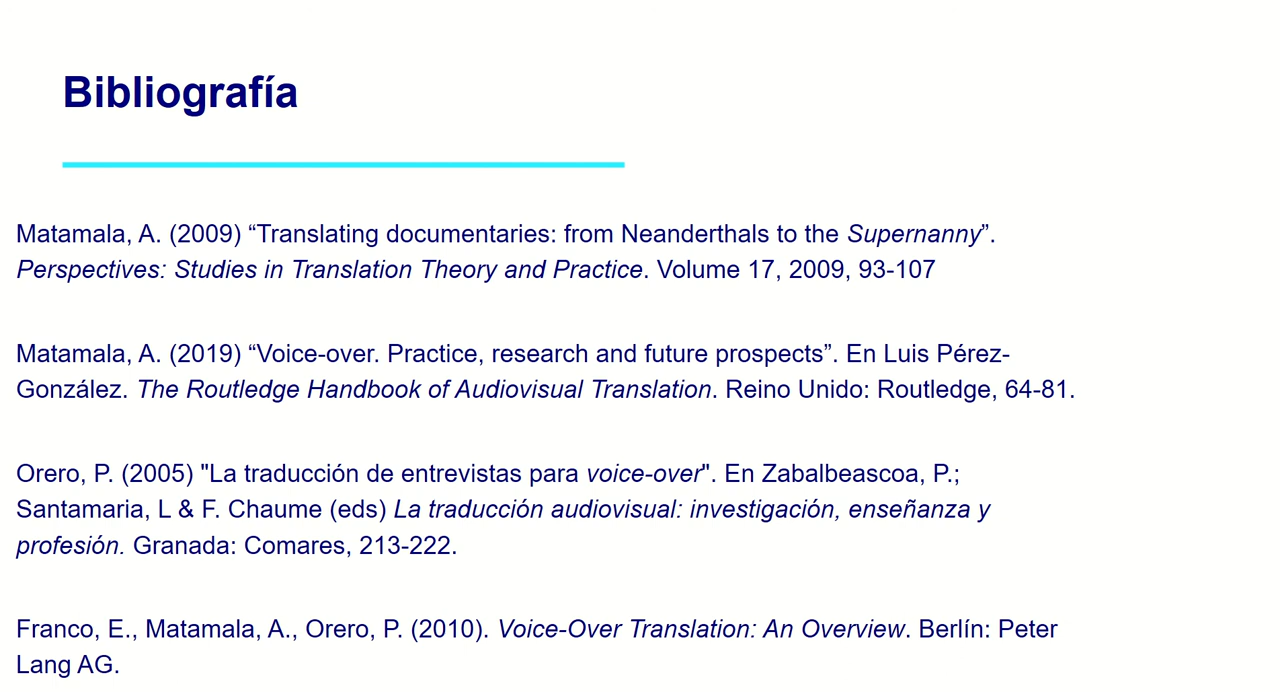 Bibliografía
Matamala, A. (2009) “Translating documentaries: from Neanderthals to the Supernanny”.
Perspectives: Studies in Translation Theory and Practice. Volume 17, 2009, 93-107
Matamala, A. (2019) “Voice-over. Practice, research and future prospects”. En Luis Pérez-
González. The Routledge Handbook of Audiovisual Translation. Reino Unido: Routledge, 64-81.
Orero, P. (2005) "La traducción de entrevistas para voice-over". En Zabalbeascoa, P.;
Santamaria, L & F. Chaume (eds) La traducción audiovisual: investigación, enseñanza y
profesión. Granada: Comares, 213-222.
Franco, E., Matamala, A., Orero, P. (2010). Voice-Over Translation: An Overview. Berlín: Peter
Lang AG.